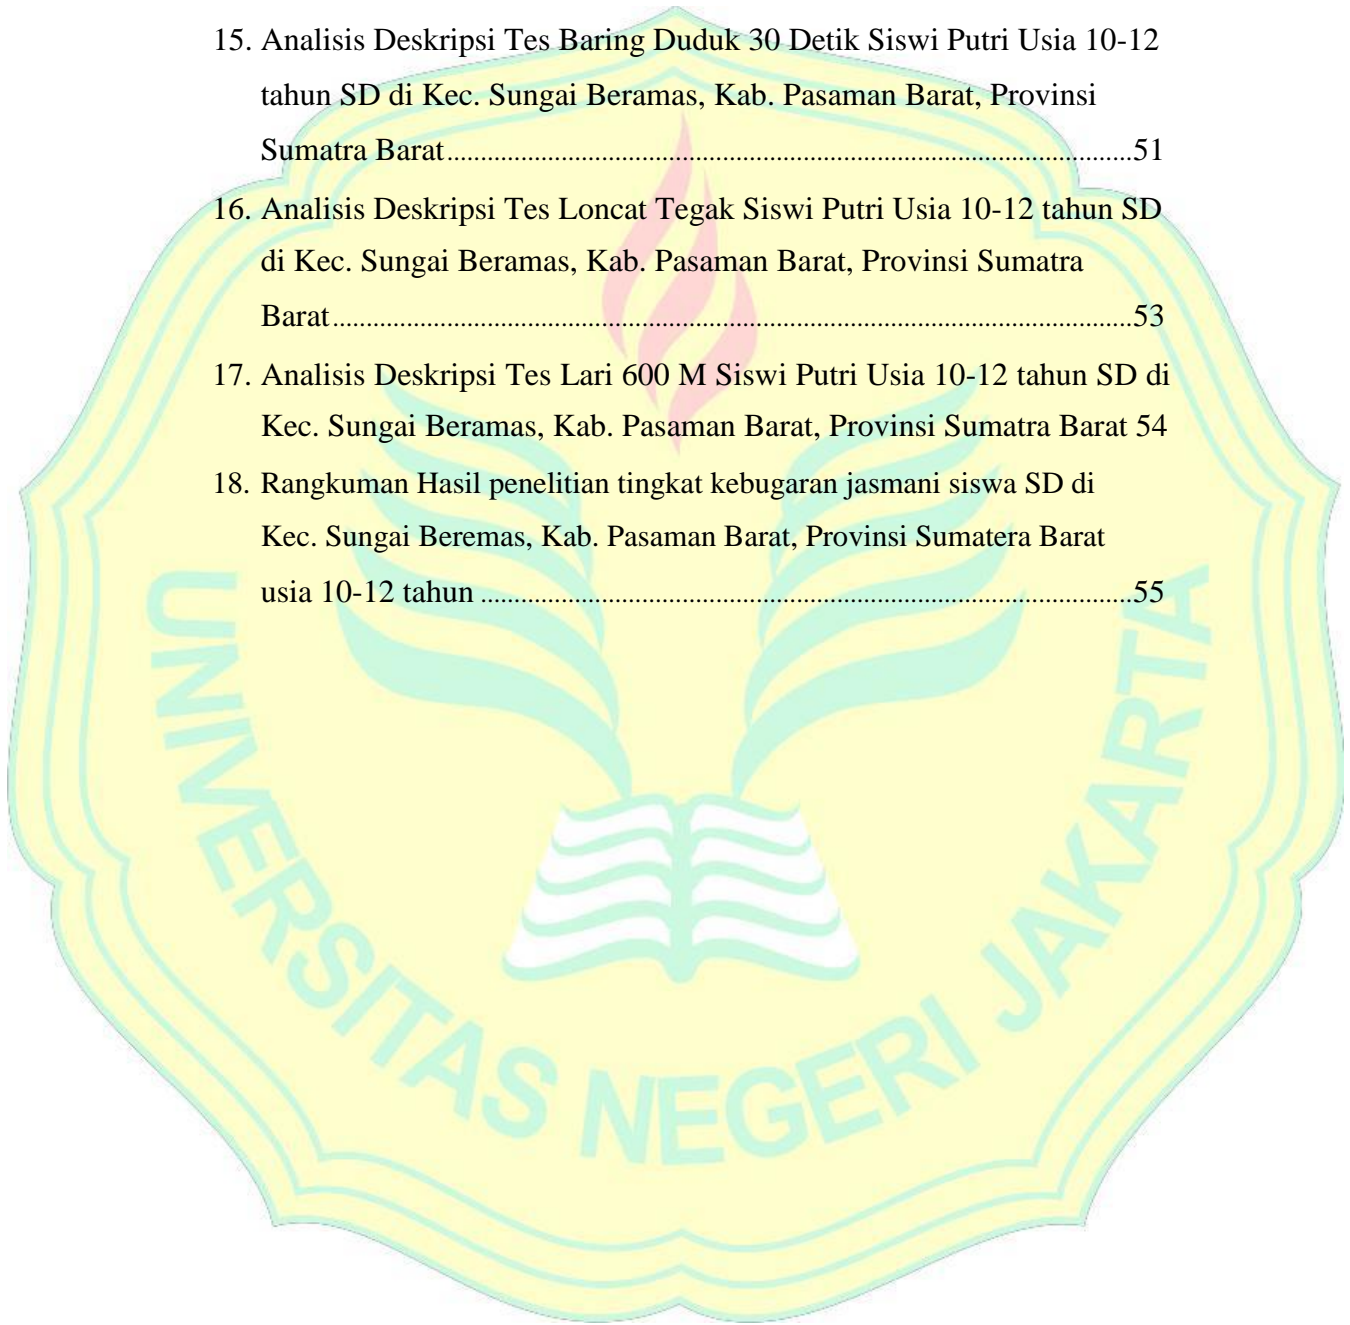 15. Analisis Deskripsi Tes Baring Duduk 30 Detik Siswi Putri Usia 10-12
tahun SD di Kec. Sungai Beramas, Kab. Pasaman Barat, Provinsi
Sumatra Barat.......................................................................................................51
16. Analisis Deskripsi Tes Loncat Tegak Siswi Putri Usia 10-12 tahun SD
di Kec. Sungai Beramas, Kab. Pasaman Barat, Provinsi Sumatra
Barat........................................................................................................................53
17. Analisis Deskripsi Tes Lari 600 M Siswi Putri Usia 10-12 tahun SD di
Kec. Sungai Beramas, Kab. Pasaman Barat, Provinsi Sumatra Barat 54
18. Rangkuman Hasil penelitian tingkat kebugaran jasmani siswa SD di
Kec. Sungai Beremas, Kab. Pasaman Barat, Provinsi Sumatera Barat
usia 10-12 tahun ..................................................................................................55
UNIVERSITAS NEGERI JAKARTA